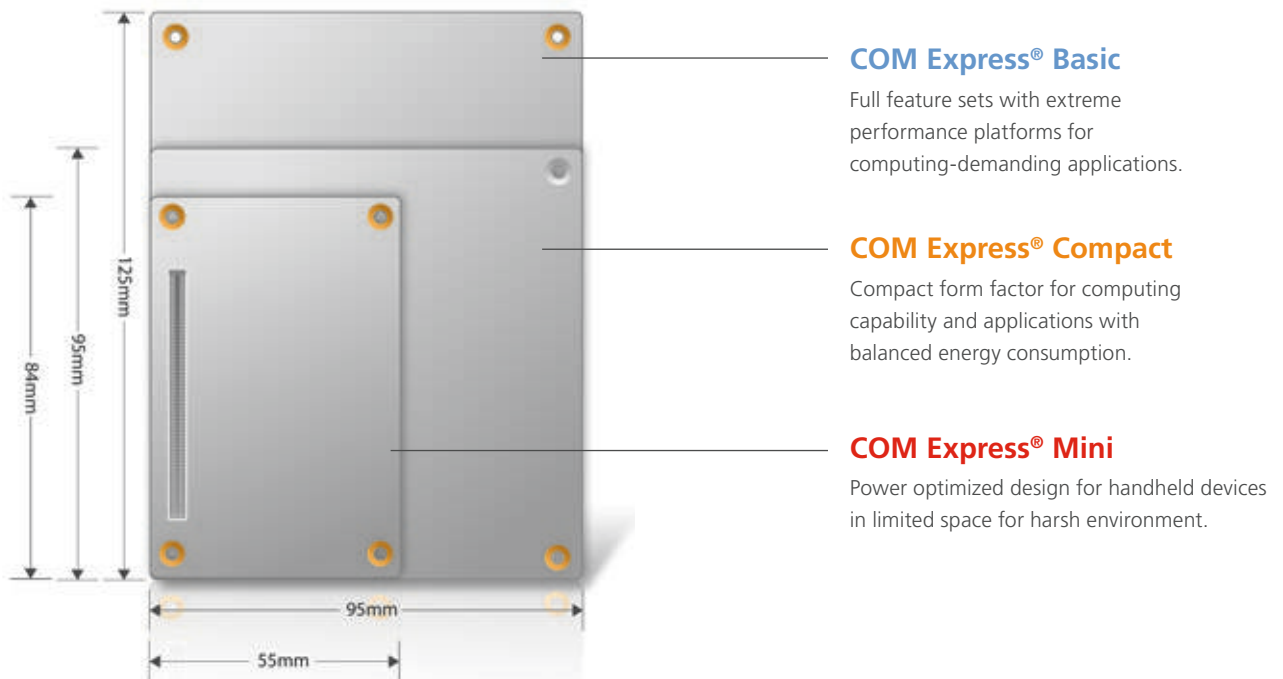 COM Express® Basic
Full feature sets with extreme
performance platforms for
computing-demanding applications.
COM Express® Compact
Compact form factor for computing
capability and applications with
balanced energy consumption.
COM Express® Mini
Power optimized design for handheld devices
in limited space for harsh environment.
125mm
95mm
84mm
95mm
55mm